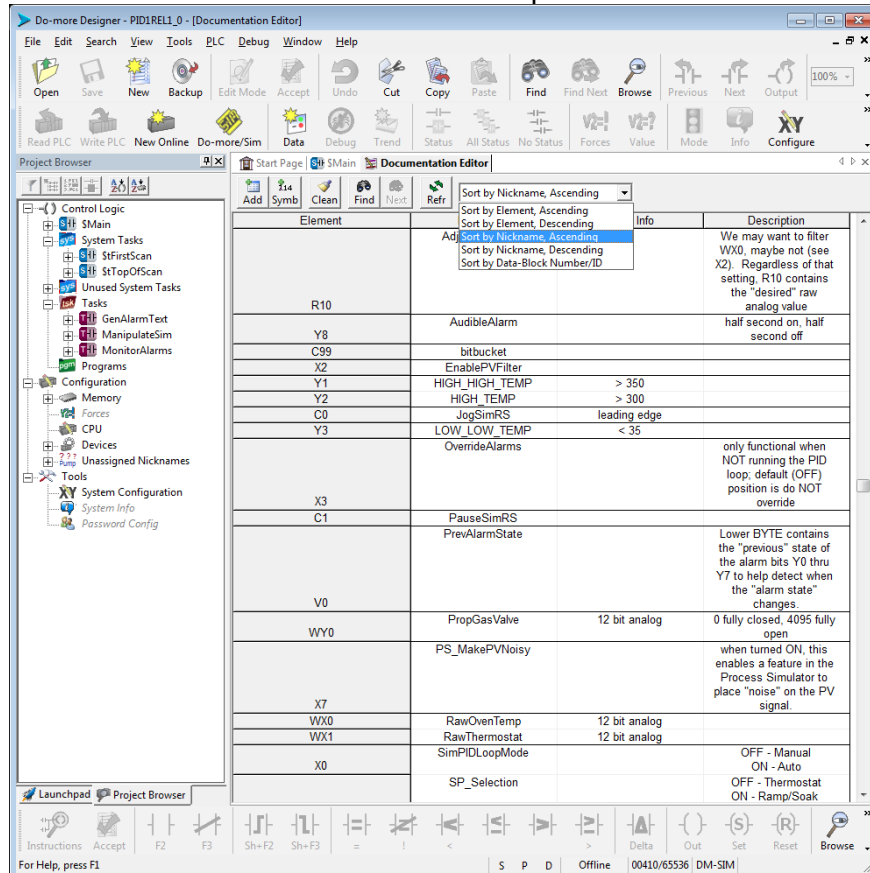 Do-more Designer - PID1REL1_0 - [Documentation Editor]
File Edit Search View Tools PLC Debug Window Help
Open Save New Backup Edit Mode Accept Undo Cut Copy Paste Find Find Next Browse Previous Next Output 100%
Read PLC Write PLC New Online Do-more/Sim Data Debug Trend Status All Status No Status Forces Value Mode Info Configure
Project Browser
Start Page $Main Documentation Editor
Add Symb Clean Find Next Refr Sort by Nickname, Ascending
Sort by Element, Ascending
Sort by Element, Descending
Sort by Nickname, Ascending
Sort by Nickname, Descending
Sort by Data-Block Number/ID
Control Logic
$Main
System Tasks
$tFirstScan
$tTopOfScan
Unused System Tasks
Tasks
GenAlarmText
ManipulateSim
MonitorAlarms
Programs
Configuration
Memory
Forces
CPU
Devices
Unassigned Nicknames
Tools
System Configuration
System Info
Password Config
Launchpad Project Browser
Element Info Description
R10 Adj We may want to filter
WX0, maybe not (see
X2). Regardless of that
setting, R10 contains
the "desired" raw
analog value
Y8 AudibleAlarm half second on, half
second off
C99 bitbucket
X2 EnablePVFilter
Y1 HIGH_HIGH_TEMP > 350
Y2 HIGH_TEMP > 300
C0 JogSimRS leading edge
Y3 LOW_LOW_TEMP < 35
X3 OverrideAlarms only functional when
NOT running the PID
loop; default (OFF)
position is do NOT
override
C1 PauseSimRS
V0 PrevAlarmState Lower BYTE contains
the "previous" state of
the alarm bits Y0 thru
Y7 to help detect when
the "alarm state"
changes.
WY0 PropGasValve 12 bit analog 0 fully closed, 4095 fully
open
X7 PS_MakePVNoisy when turned ON, this
enables a feature in the
Process Simulator to
place "noise" on the PV
signal.
WX0 RawOvenTemp 12 bit analog
WX1 RawThermostat 12 bit analog
X0 SimPIDLoopMode OFF - Manual
ON - Auto
SP_Selection OFF - Thermostat
ON - Ramp/Soak
Instructions Accept F2 F3 Sh+F2 Sh+F3 = ! < > Delta Out Set Reset Browse
For Help, press F1 S P D Offline 00410/65536 DM-SIM